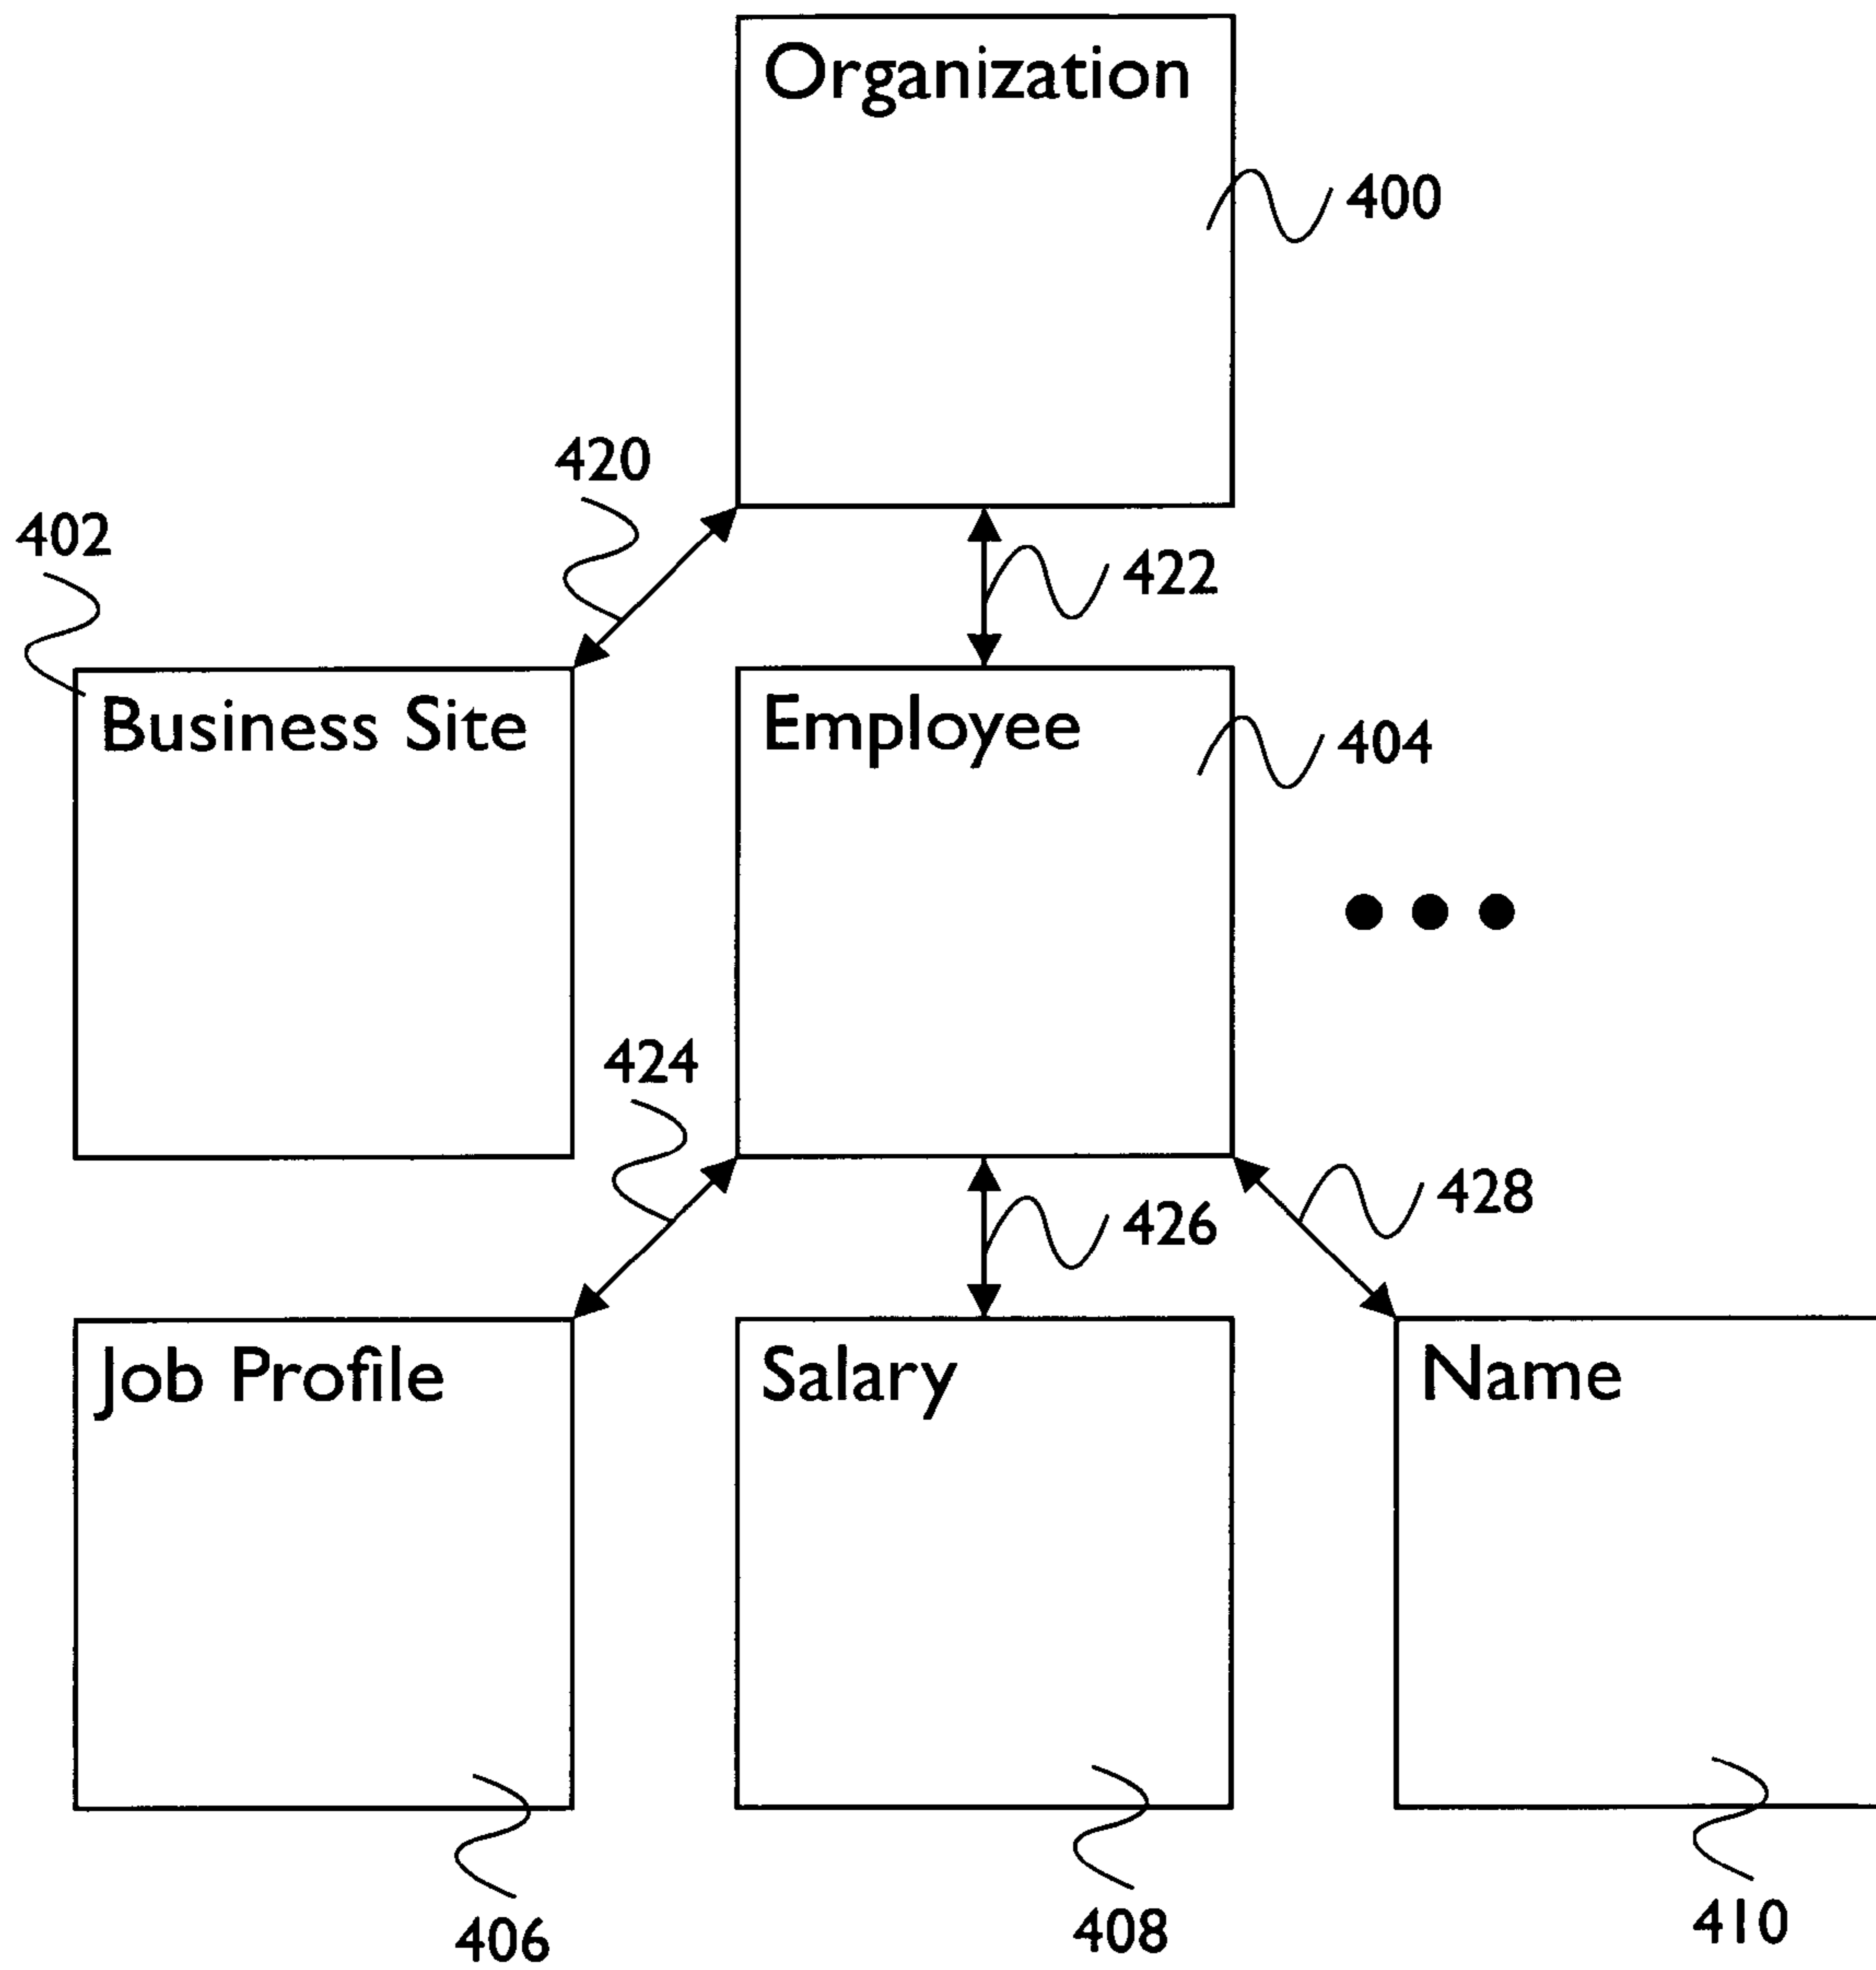 Organization
400
420
402
422
Business Site
Employee
404
424
428
426
Job Profile
Salary
Name
406
408
410